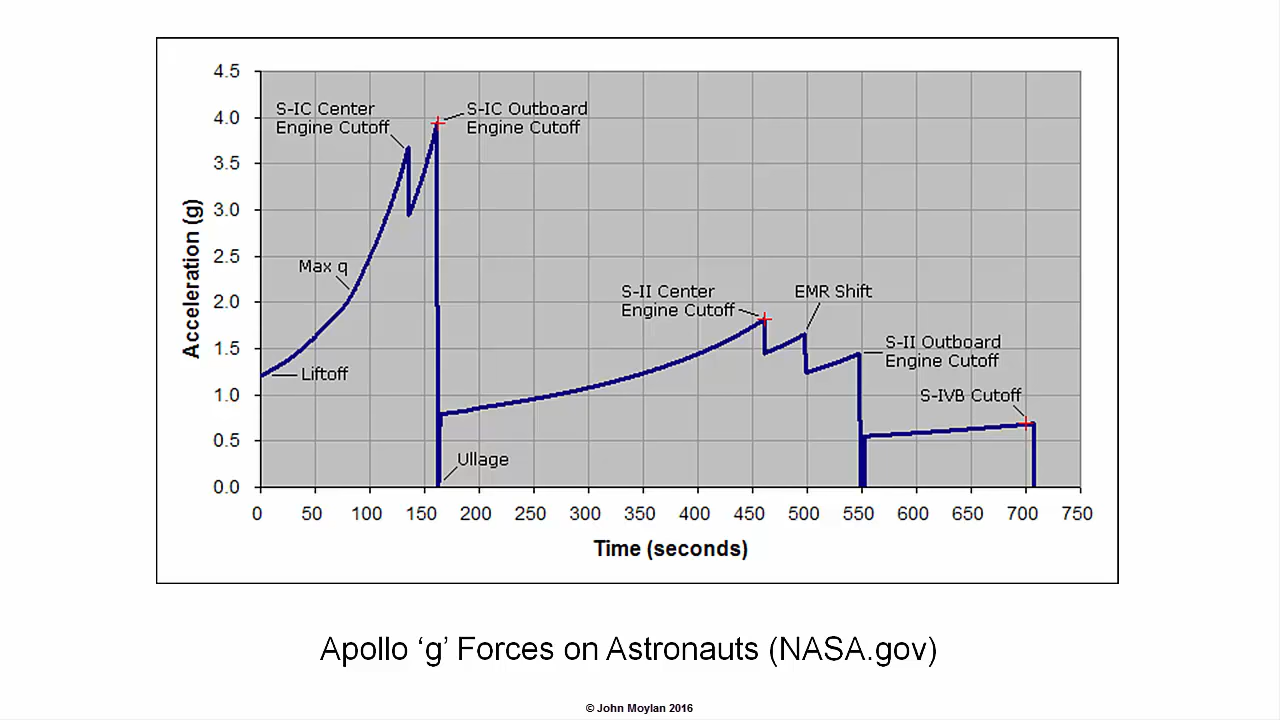 4.5
S-IC Center
Engine Cutoff
S-IC Outboard
Engine Cutoff
4.0
3.5
3.0
2.5
Max q
2.0
S-II Center
Engine Cutoff
EMR Shift
1.5
S-II Outboard
Engine Cutoff
Liftoff
1.0
S-IVB Cutoff
0.5
Ullage
0.0
Acceleration (g)
0 50 100 150 200 250 300 350 400 450 500 550 600 650 700 750
Time (seconds)
Apollo ‘g’ Forces on Astronauts (NASA.gov)
© John Moylan 2016